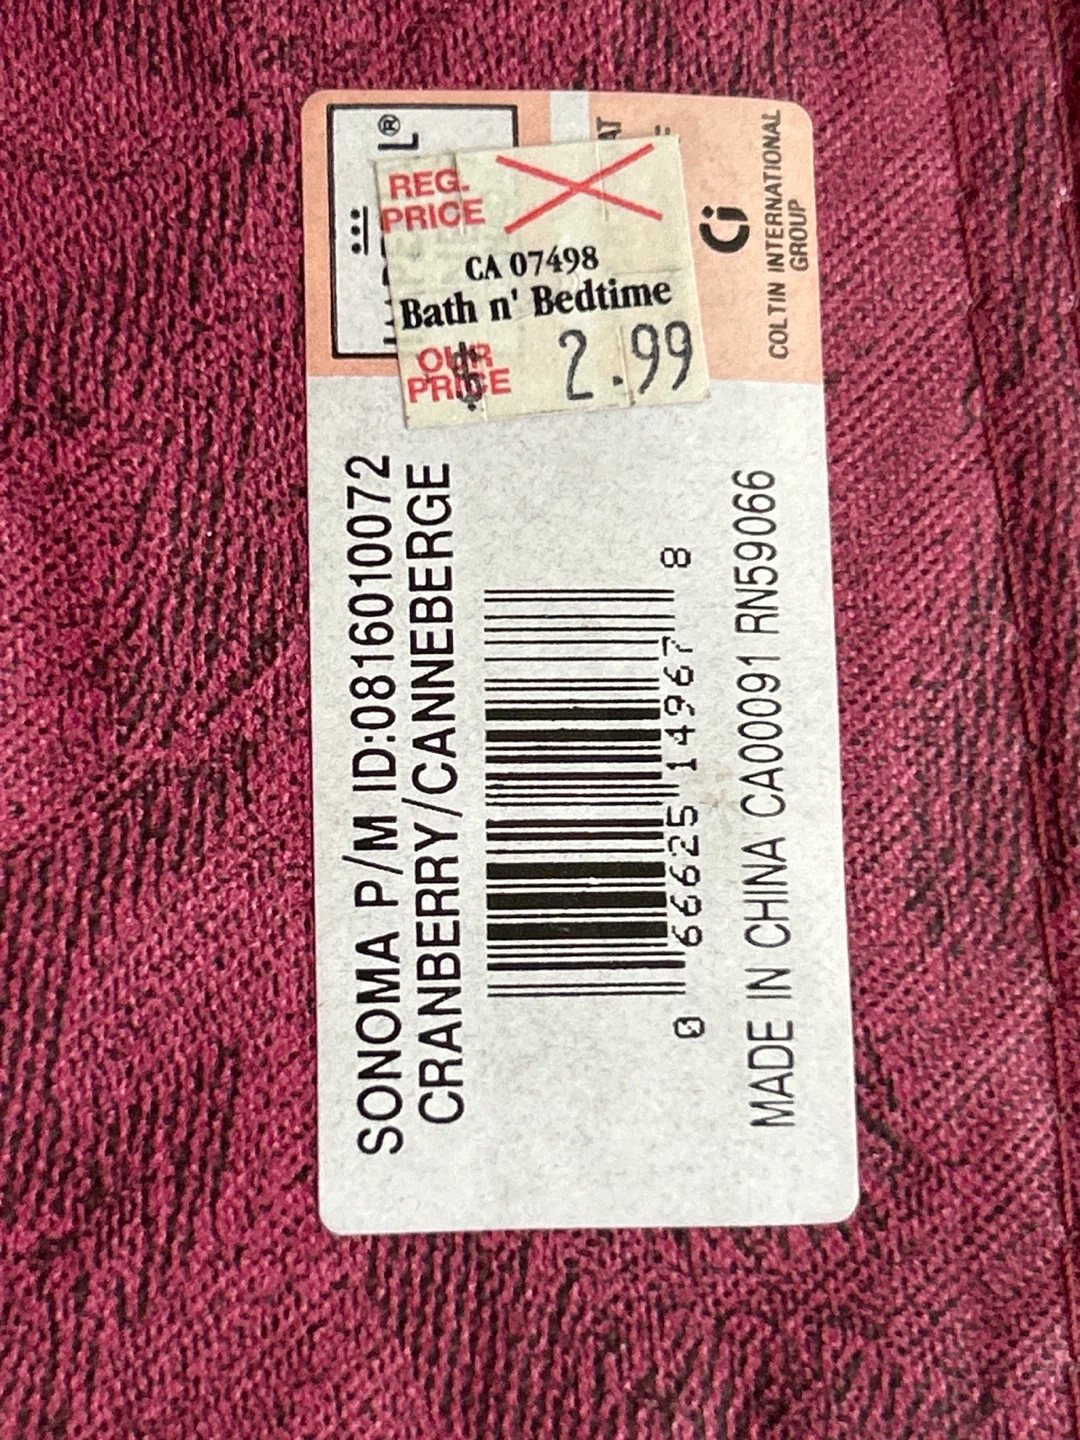 REG.
PRICE
CA 07498
Bath n' Bedtime
OUR
PRICE
$ 2.99
COLTIN INTERNATIONAL
GROUP
SONOMA P/M ID:0816010072
CRANBERRY/CANNEBERGE
0 66625 14967 8
MADE IN CHINA CA00091 RN59066